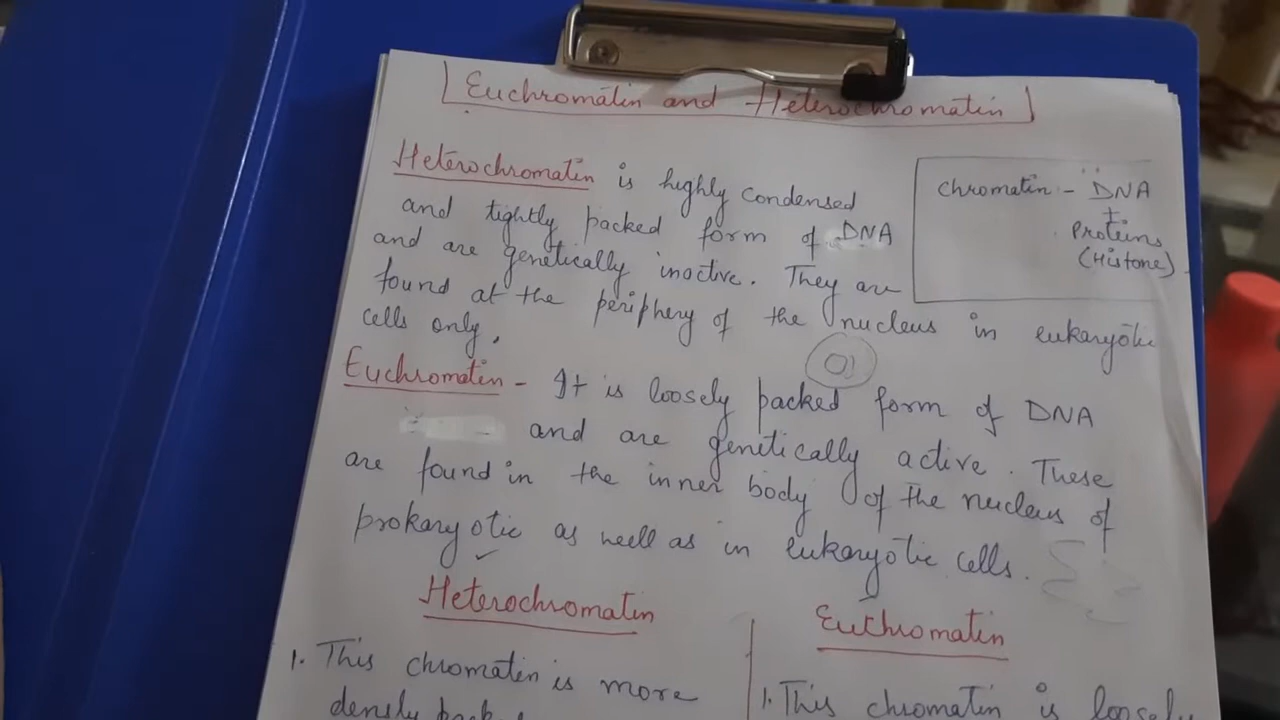 Euchromatin and Heterochromatin
Heterochromatin is highly condensed
and tightly packed form of DNA
and are genetically inactive. They are
found at the periphery of the nucleus in eukaryotic
cells only.
Chromatin - DNA
+
Proteins
(Histone)
Euchromatin - It is loosely packed form of DNA
and are genetically active. These
are found in the inner body of the nucleus of
prokaryotic as well as in eukaryotic cells.
Heterochromatin
1. This chromatin is more
densely
Euchromatin
1. This chromatin is loosely